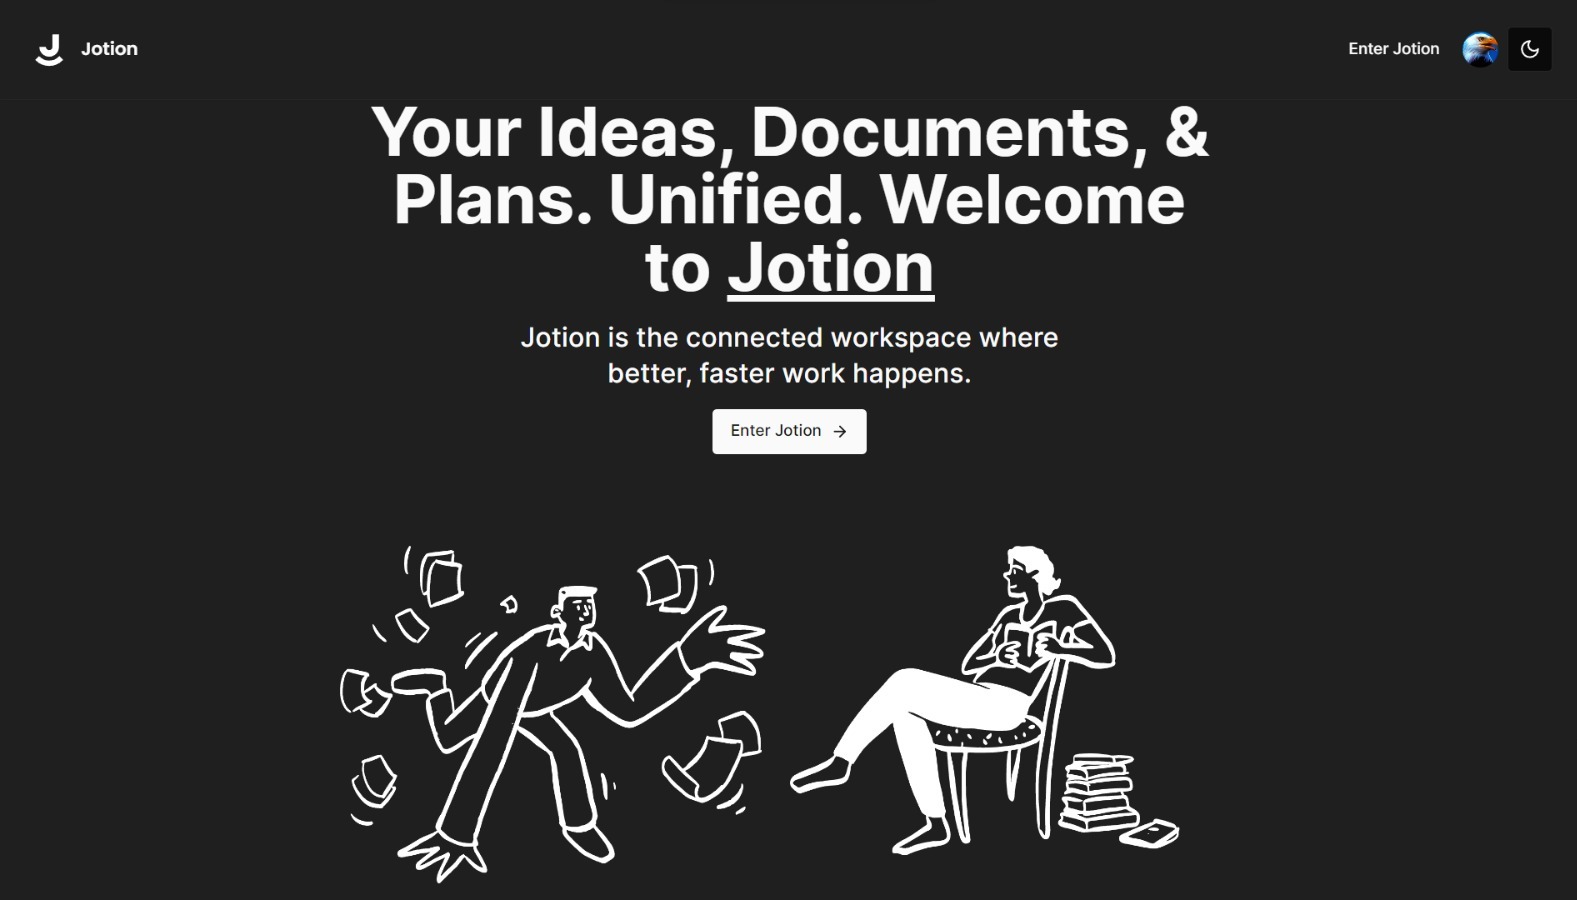 Jotion
Enter Jotion
Your Ideas, Documents, &
Plans. Unified. Welcome
to Jotion
Jotion is the connected workspace where
better, faster work happens.
Enter Jotion